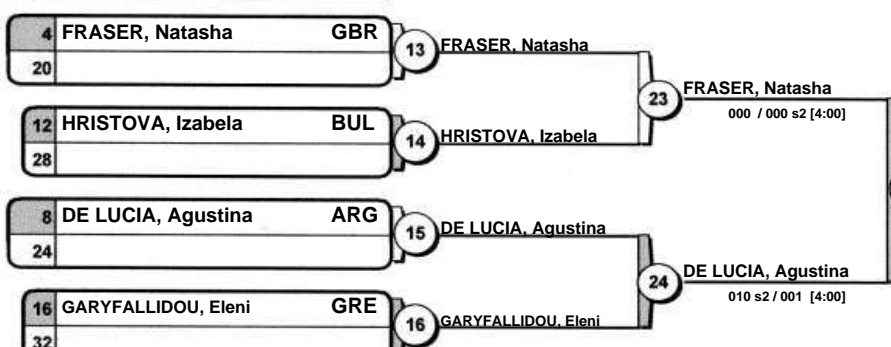 4 FRASER, Natasha GBR
20
13 FRASER, Natasha
12 HRISTOVA, Izabela BUL
28
14 HRISTOVA, Izabela
23 FRASER, Natasha
000 / 000 s2 [4:00]
8 DE LUCIA, Agustina ARG
24
15 DE LUCIA, Agustina
16 GARYFALLIDOU, Eleni GRE
32
16 GARYFALLIDOU, Eleni
24 DE LUCIA, Agustina
010 s2 / 001 [4:00]